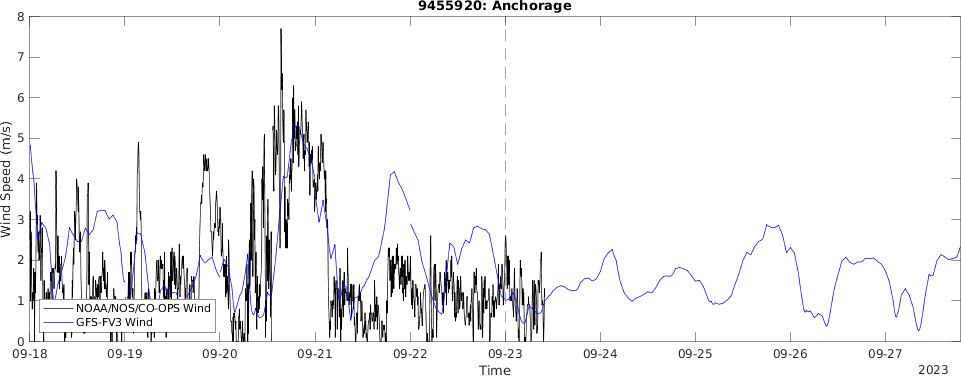 9455920: Anchorage
Wind Speed (m/s)
8
7
6
5
4
3
2
1
0
NOAA/NOS/CO-OPS Wind
GFS-FV3 Wind
09-18 09-19 09-20 09-21 09-22 09-23 09-24 09-25 09-26 09-27
Time
2023